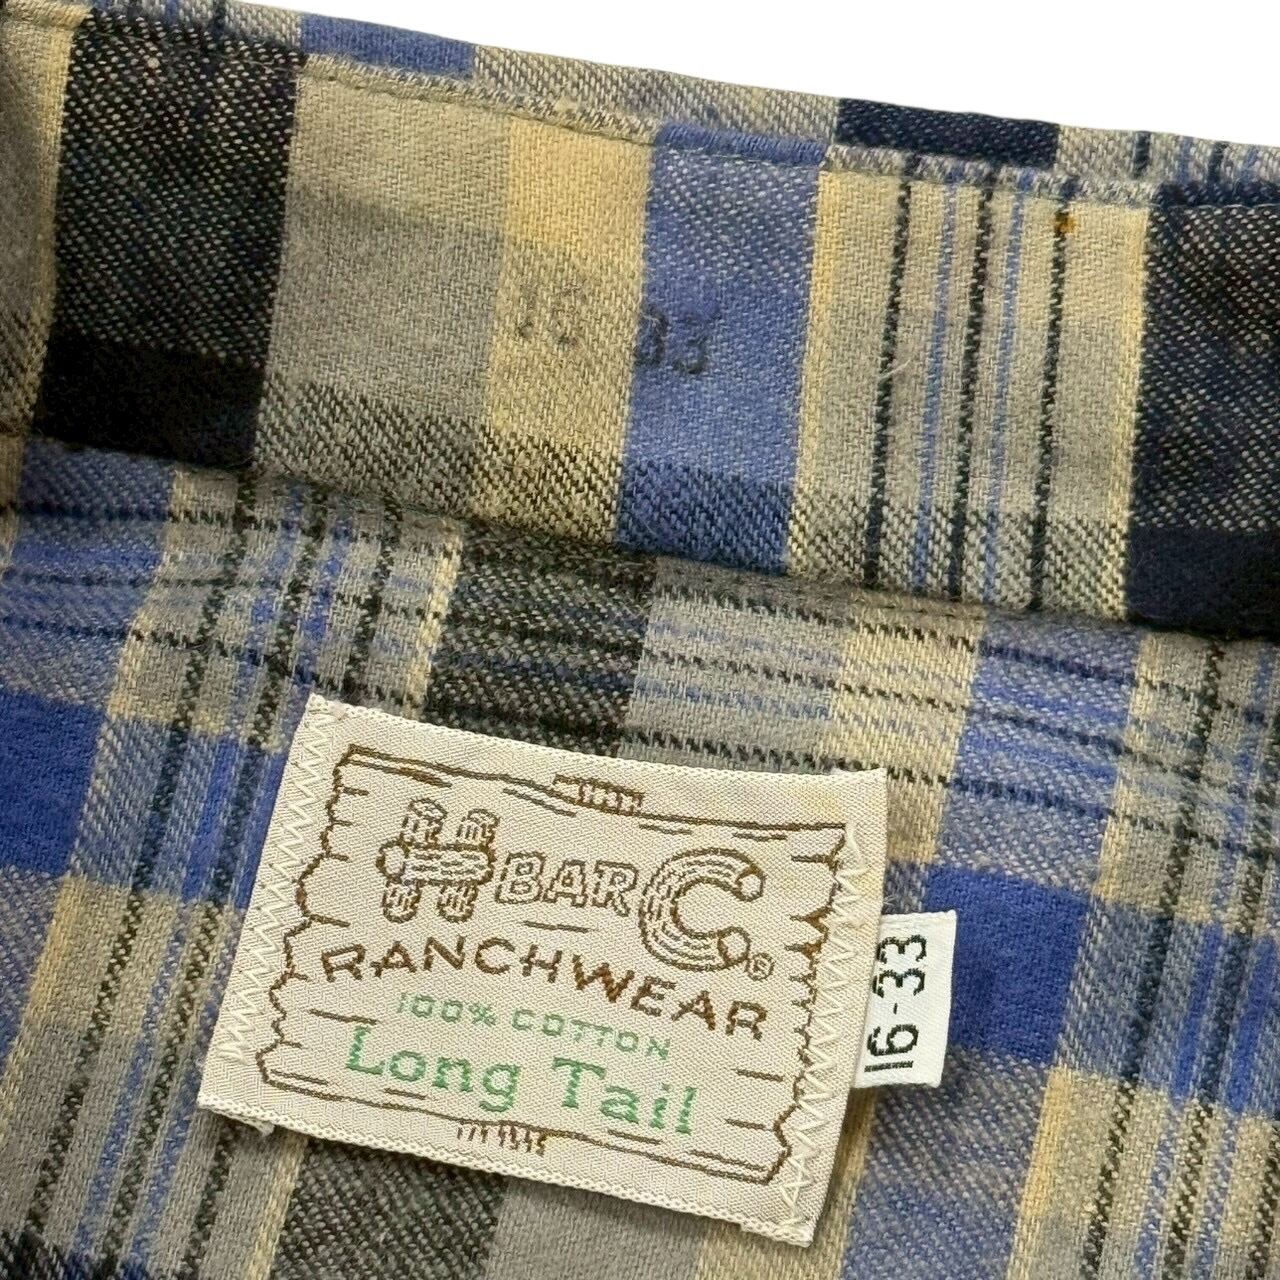 16 33
H BAR C®
RANCHWEAR
100% COTTON
Long Tail
16-33